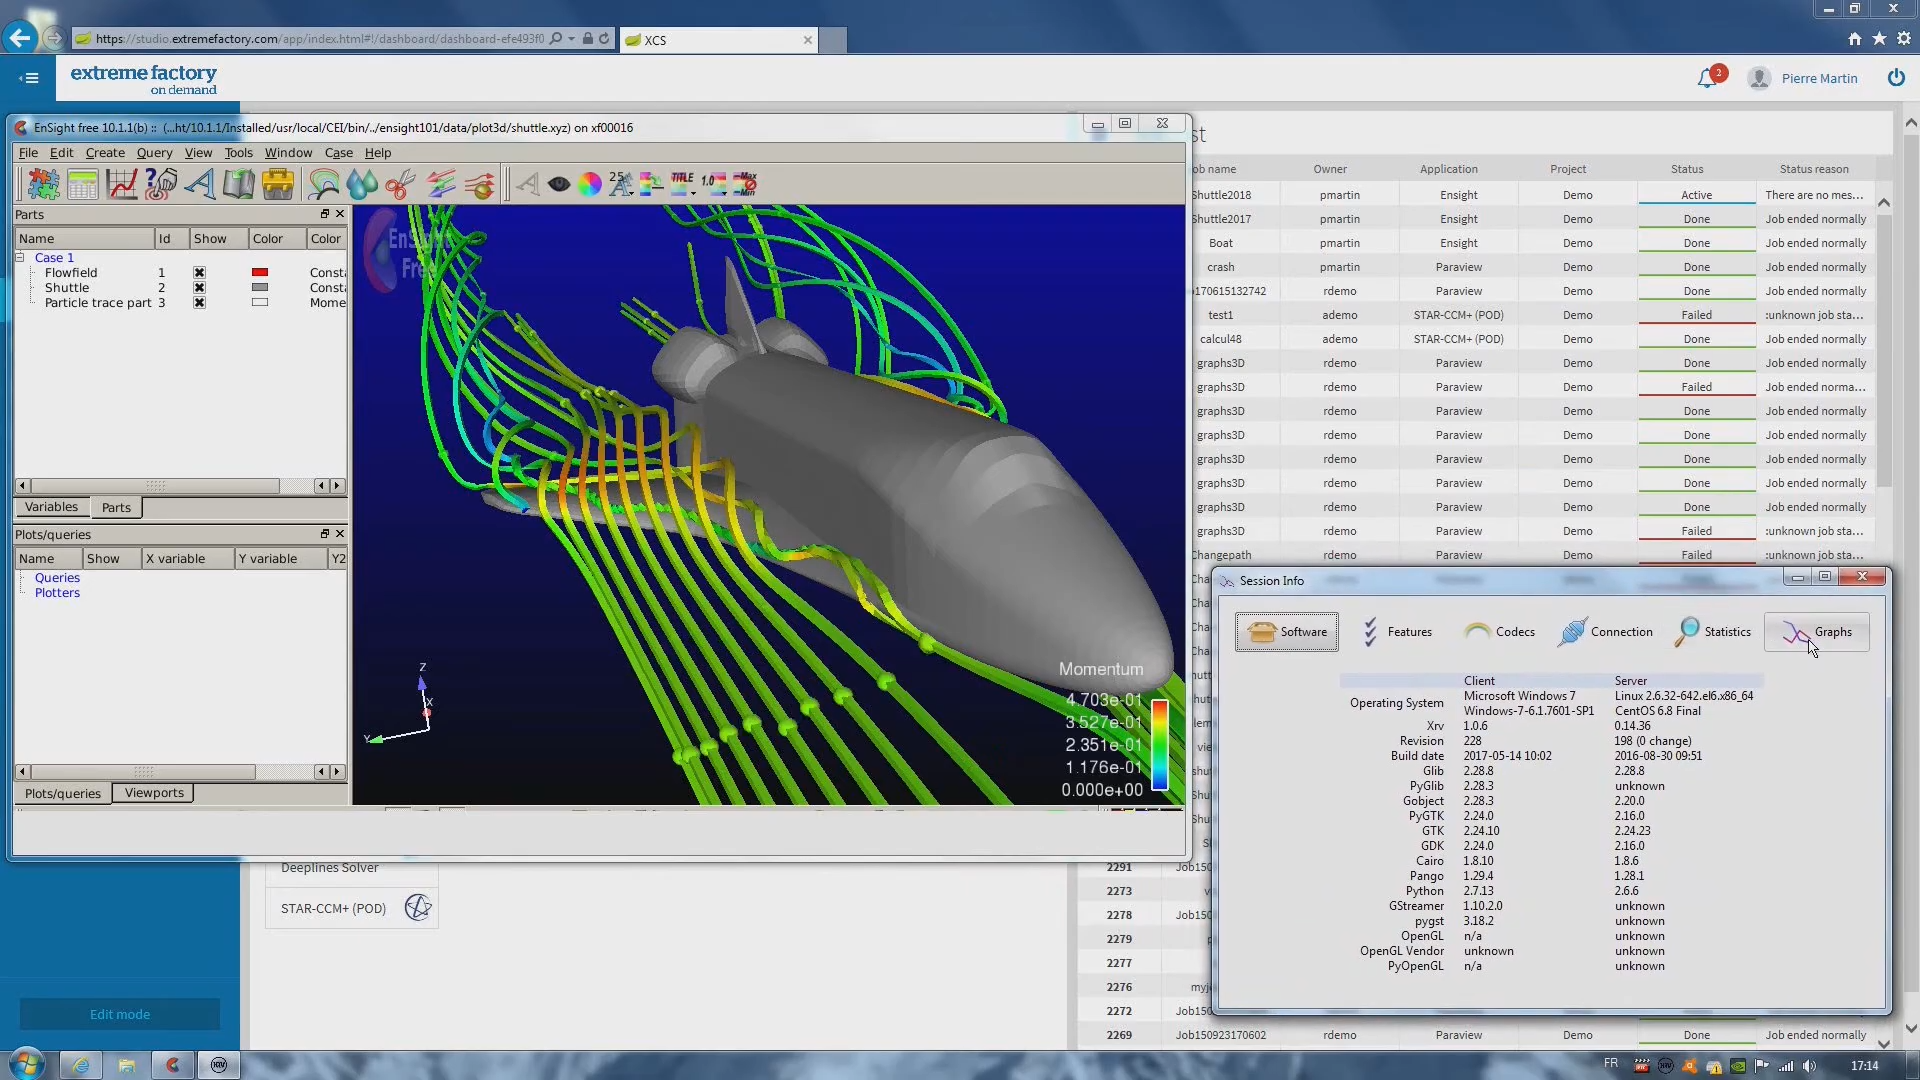 https://studio.extremefactory.com/app/index.html#!/dashboard/dashboard-efe493f0
XCS
extreme factory
on demand
2
Pierre Martin
EnSight free 10.1.1(b) :: (...ht/10.1.1/Installed/usr/local/CEI/bin/../ensight101/data/plot3d/shuttle.xyz) on xf00016
File Edit Create Query View Tools Window Case Help
25 A TITLE 1.0 Max Min
Parts
Name Id Show Color Color
Case 1
Flowfield 1 Consta
Shuttle 2 Consta
Particle trace part 3 Mome
Variables Parts
Plots/queries
Name Show X variable Y variable Y2
Queries
Plotters
Plots/queries Viewports
EnSight
Free
Z
X
Y
Momentum
4.703e-01
3.527e-01
2.351e-01
1.176e-01
0.000e+00
st
ob name Owner Application Project Status Status reason
Shuttle2018 pmartin Ensight Demo Active There are no mes...
Shuttle2017 pmartin Ensight Demo Done Job ended normally
Boat pmartin Ensight Demo Done Job ended normally
crash pmartin Paraview Demo Done Job ended normally
170615132742 rdemo Paraview Demo Done Job ended normally
test1 ademo STAR-CCM+ (POD) Demo Failed :unknown job sta...
calcul48 ademo STAR-CCM+ (POD) Demo Done Job ended normally
graphs3D rdemo Paraview Demo Done Job ended normally
graphs3D rdemo Paraview Demo Failed Job ended norma...
graphs3D rdemo Paraview Demo Done Job ended normally
graphs3D rdemo Paraview Demo Done Job ended normally
graphs3D rdemo Paraview Demo Done Job ended normally
graphs3D rdemo Paraview Demo Done Job ended normally
graphs3D rdemo Paraview Demo Done Job ended normally
graphs3D rdemo Paraview Demo Failed :unknown job sta...
Changepath rdemo Paraview Demo Failed :unknown job sta...
Session Info
Software Features Codecs Connection Statistics Graphs
Client Server
Operating System Microsoft Windows 7 Linux 2.6.32-642.el6.x86_64
Windows-7-6.1.7601-SP1 CentOS 6.8 Final
Xrv 1.0.6 0.14.36
Revision 228 198 (0 change)
Build date 2017-05-14 10:02 2016-08-30 09:51
Glib 2.28.8 2.28.8
PyGlib 2.28.3 unknown
Gobject 2.28.3 2.20.0
PyGTK 2.24.0 2.16.0
GTK 2.24.10 2.24.23
GDK 2.24.0 2.16.0
Cairo 1.8.10 1.8.6
Pango 1.29.4 1.28.1
Python 2.7.13 2.6.6
GStreamer 1.10.2.0 unknown
pygst 3.18.2 unknown
OpenGL n/a unknown
OpenGL Vendor unknown unknown
PyOpenGL n/a unknown
Deeplines Solver
STAR-CCM+ (POD)
2291
2273
2278
2279
2277
2276
2272
2269 Job150923170602 rdemo Paraview Demo Done Job ended normally
Edit mode
FR
17:14